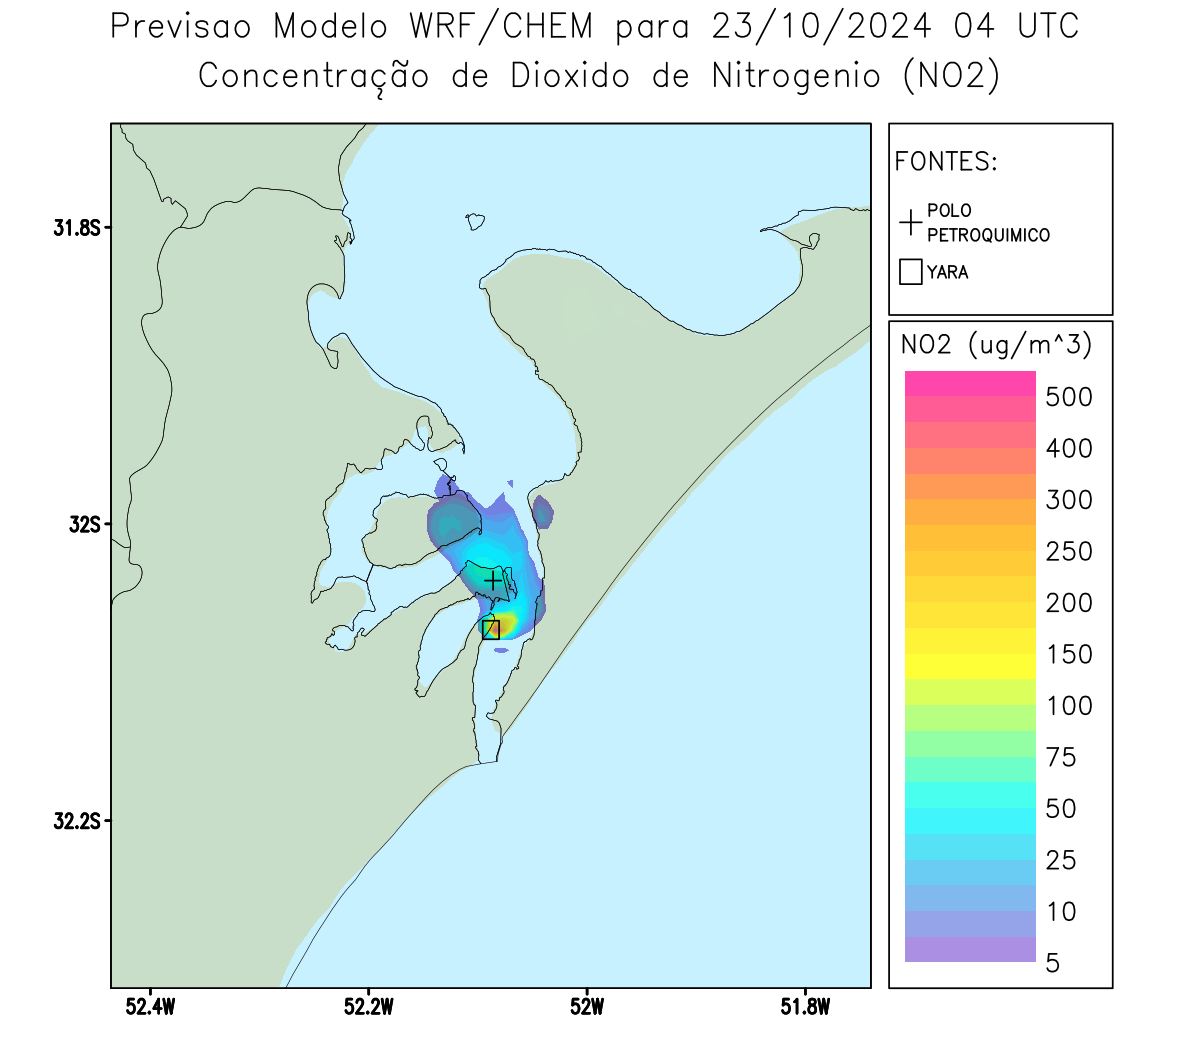 Previsao Modelo WRF/CHEM para 23/10/2024 04 UTC
Concentração de Dioxido de Nitrogenio (NO2)
FONTES:
POLO
PETROQUIMICO
YARA
31.8S
32S
32.2S
52.4W
52.2W
52W
51.8W
NO2 (ug/m^3)
500
400
300
250
200
150
100
75
50
25
10
5